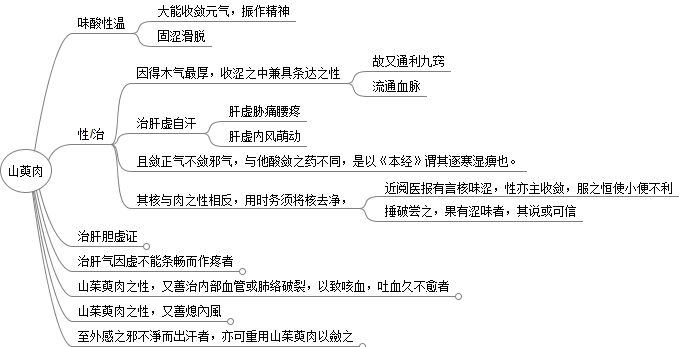 山萸肉
味酸性温
大能收敛元气，振作精神
固涩滑脱
性/治
因得木气最厚，收涩之中兼具条达之性
故又通利九窍
流通血脉
治肝虚自汗
肝虚胁痛腰疼
肝虚内风萌动
且敛正气不敛邪气，与他酸敛之药不同，是以《本经》谓其逐寒湿痹也。
其核与肉之性相反，用时务须将核去净，
近阅医报有言核味涩，性亦主收敛，服之恒使小便不利
捶破尝之，果有涩味者，其说或可信
治肝胆虚证
治肝气因虚不能条畅而作疼者
山茱萸肉之性，又善治内部血管或肺络破裂，以致咳血，吐血久不愈者
山茱萸肉之性，又善熄內風
至外感之邪不淨而出汗者，亦可重用山茱萸肉以斂之